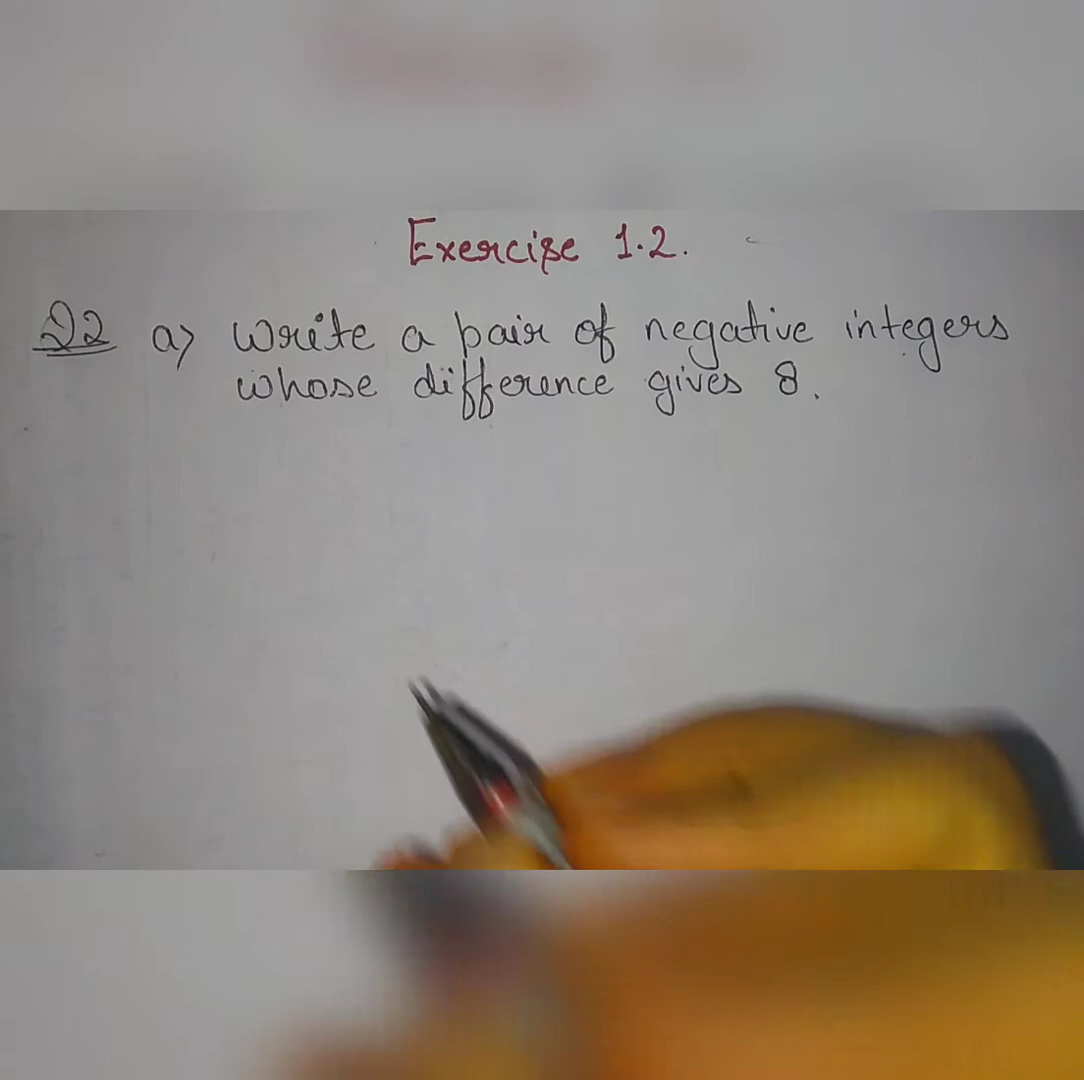 Exercise 1.2.
Q2 a) Write a pair of negative integers
whose difference gives 8.